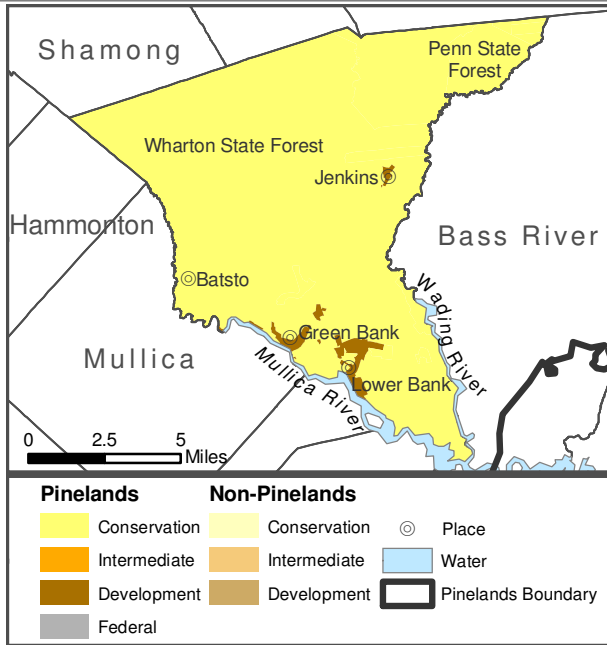 Shamong
Penn State
Forest
Wharton State Forest
Jenkins
Hammonton
Bass River
Batsto
Wading River
Green Bank
Mullica
Mullica River
Lower Bank
0 2.5 5
Miles
Pinelands Non-Pinelands
Conservation Conservation Place
Intermediate Intermediate Water
Development Development Pinelands Boundary
Federal